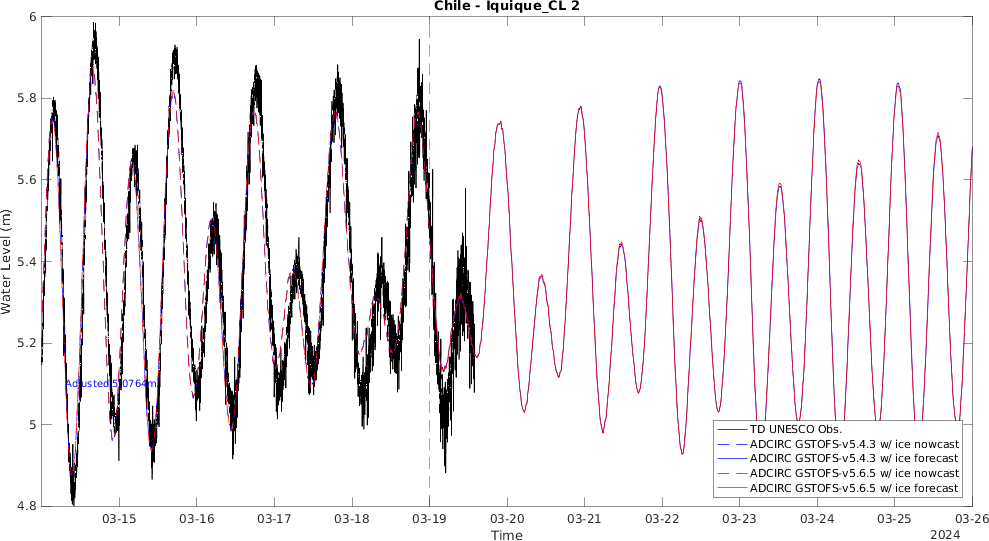 Chile - Iquique_CL 2
6
5.8
5.6
5.4
5.2
5
4.8
Water Level (m)
Adjusted 5.0764m
03-15
03-16
03-17
03-18
03-19
03-20
03-21
03-22
03-23
03-24
03-25
03-26
Time
2024
TD UNESCO Obs.
ADCIRC GSTOFS-v5.4.3 w/ ice nowcast
ADCIRC GSTOFS-v5.4.3 w/ ice forecast
ADCIRC GSTOFS-v5.6.5 w/ ice nowcast
ADCIRC GSTOFS-v5.6.5 w/ ice forecast